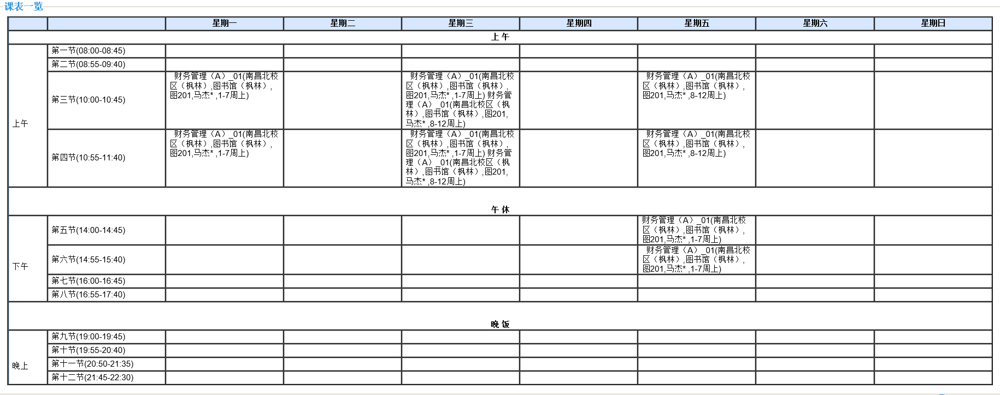 课表一览
星期一 星期二 星期三 星期四 星期五 星期六 星期日
上 午
上午
第一节(08:00-08:45)
第二节(08:55-09:40)
第三节(10:00-10:45)
财务管理（A）_01(南昌北校
区（枫林）,图书馆（枫林）,
图201,马杰* ,1-7周上)
财务管理（A）_01(南昌北校
区（枫林）,图书馆（枫林）,
图201,马杰* ,1-7周上) 财务管
理（A）_01(南昌北校区（枫
林）,图书馆（枫林）,图201,
马杰* ,8-12周上)
财务管理（A）_01(南昌北校
区（枫林）,图书馆（枫林）,
图201,马杰* ,8-12周上)
第四节(10:55-11:40)
财务管理（A）_01(南昌北校
区（枫林）,图书馆（枫林）,
图201,马杰* ,1-7周上)
财务管理（A）_01(南昌北校
区（枫林）,图书馆（枫林）,
图201,马杰* ,1-7周上) 财务管
理（A）_01(南昌北校区（枫
林）,图书馆（枫林）,图201,
马杰* ,8-12周上)
财务管理（A）_01(南昌北校
区（枫林）,图书馆（枫林）,
图201,马杰* ,8-12周上)
午 休
下午
第五节(14:00-14:45)
财务管理（A）_01(南昌北校
区（枫林）,图书馆（枫林）,
图201,马杰* ,1-7周上)
第六节(14:55-15:40)
财务管理（A）_01(南昌北校
区（枫林）,图书馆（枫林）,
图201,马杰* ,1-7周上)
第七节(16:00-16:45)
第八节(16:55-17:40)
晚 饭
晚上
第九节(19:00-19:45)
第十节(19:55-20:40)
第十一节(20:50-21:35)
第十二节(21:45-22:30)